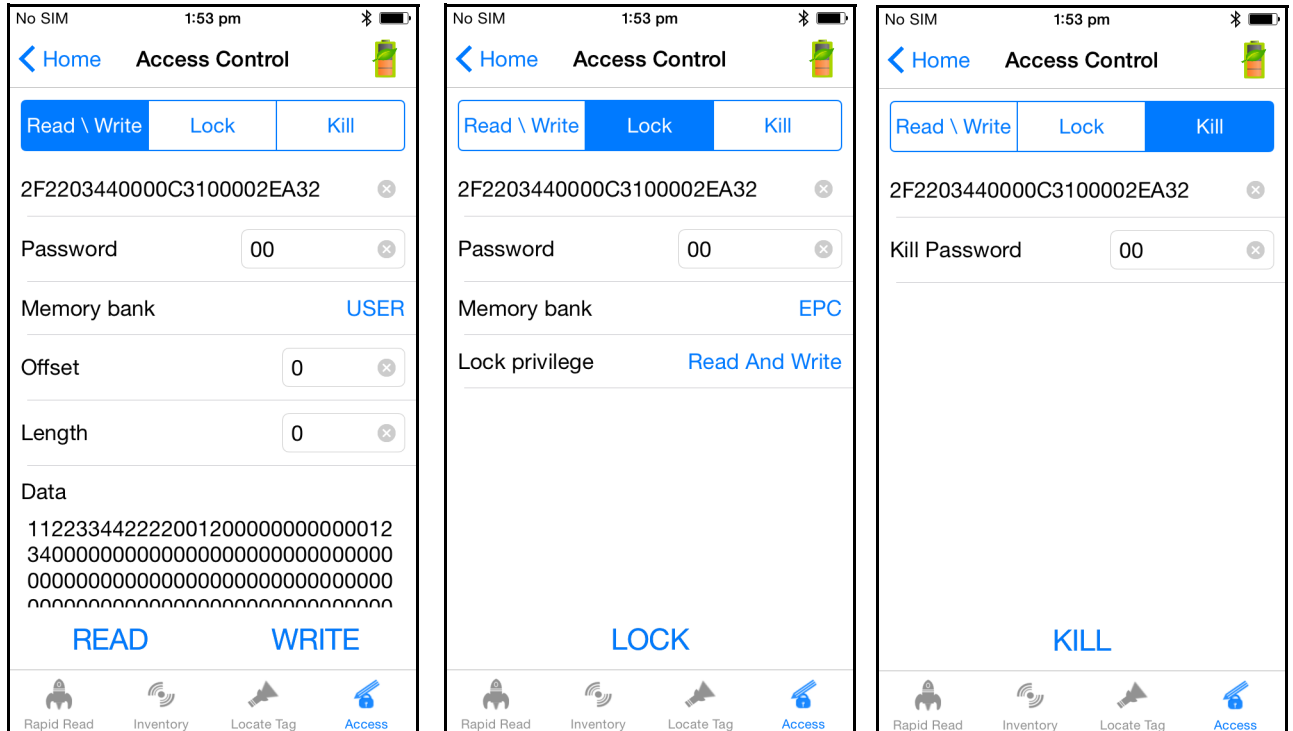 No SIM 1:53 pm
Home Access Control
Read \ Write Lock Kill
2F2203440000C3100002EA32
Password 00
Memory bank USER
Offset 0
Length 0
Data
112233442222001200000000000012
340000000000000000000000000000
000000000000000000000000000000
000000000000000000000000000000
READ WRITE
Rapid Read Inventory Locate Tag Access
No SIM 1:53 pm
Home Access Control
Read \ Write Lock Kill
2F2203440000C3100002EA32
Password 00
Memory bank EPC
Lock privilege Read And Write
LOCK
Rapid Read Inventory Locate Tag Access
No SIM 1:53 pm
Home Access Control
Read \ Write Lock Kill
2F2203440000C3100002EA32
Kill Password 00
KILL
Rapid Read Inventory Locate Tag Access